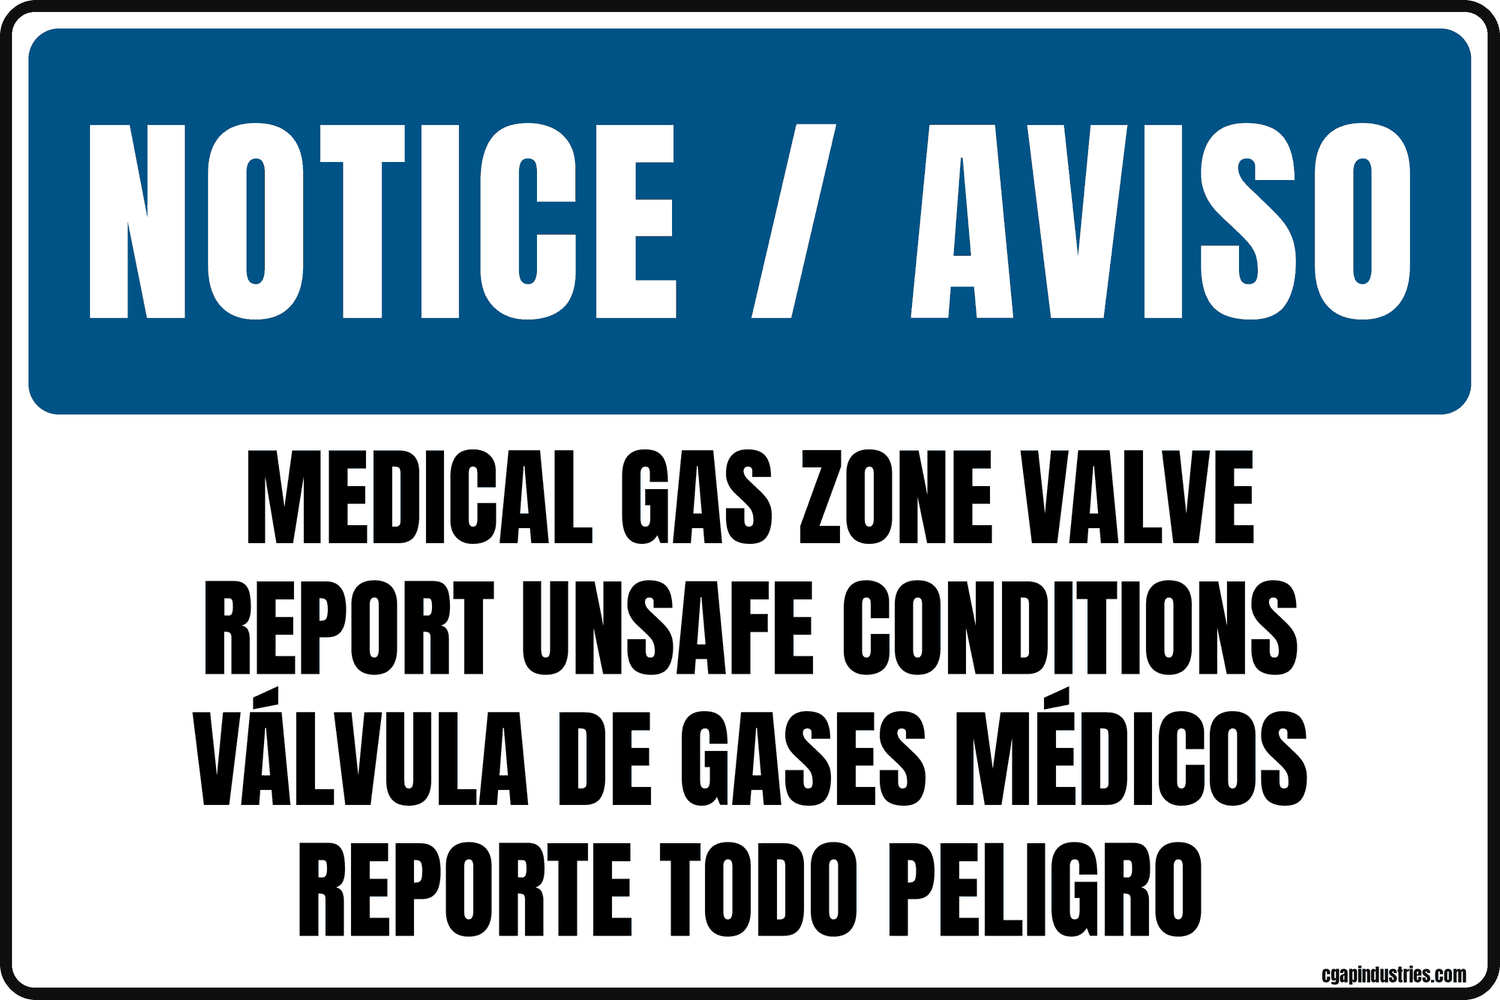 NOTICE / AVISO
MEDICAL GAS ZONE VALVE
REPORT UNSAFE CONDITIONS
VÁLVULA DE GASES MÉDICOS
REPORTE TODO PELIGRO
cgapindustries.com